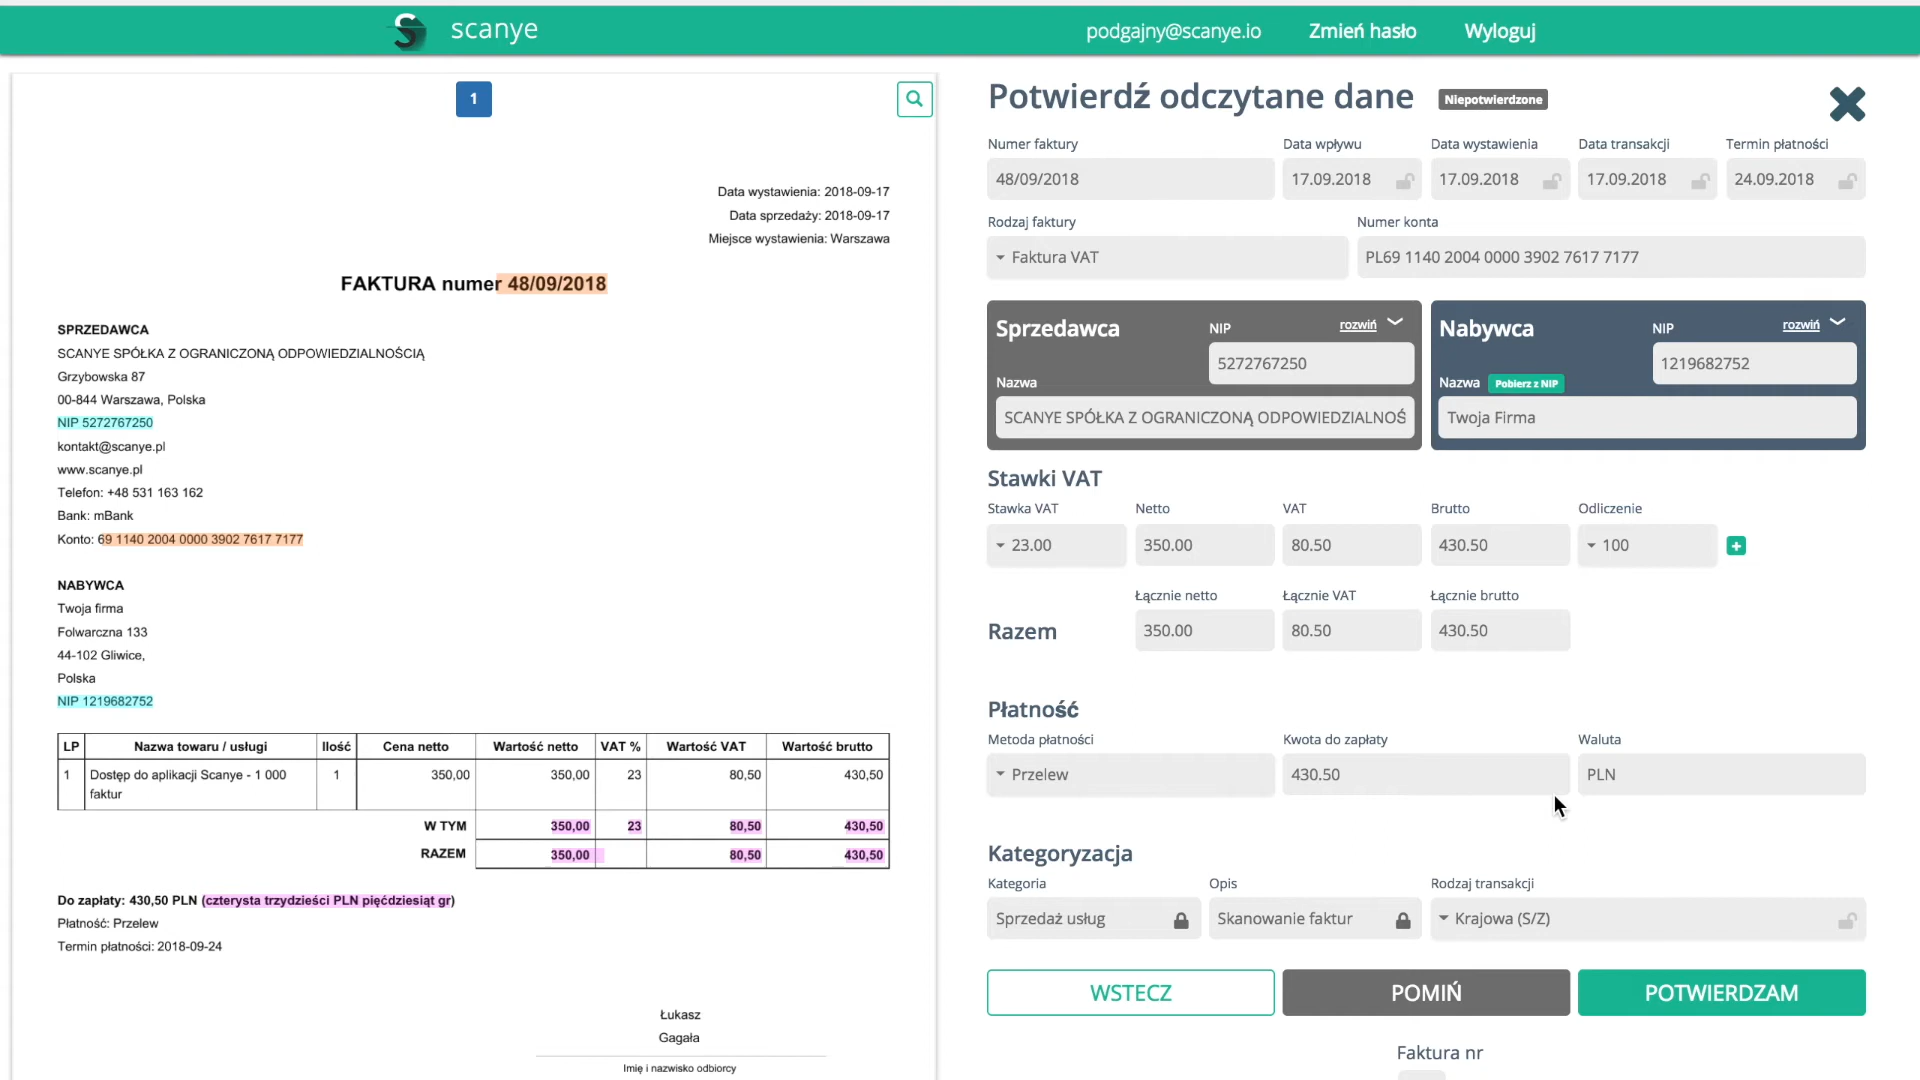 scanye
podgajny@scanye.io
Zmień hasło
Wyloguj
1
Data wystawienia: 2018-09-17
Data sprzedaży: 2018-09-17
Miejsce wystawienia: Warszawa
FAKTURA numer 48/09/2018
SPRZEDAWCA
SCANYE SPÓŁKA Z OGRANICZONĄ ODPOWIEDZIALNOŚCIĄ
Grzybowska 87
00-844 Warszawa, Polska
NIP 5272767250
kontakt@scanye.pl
www.scanye.pl
Telefon: +48 531 163 162
Bank: mBank
Konto: 69 1140 2004 0000 3902 7617 7177
NABYWCA
Twoja firma
Folwarczna 133
44-102 Gliwice,
Polska
NIP 1219682752
LP Nazwa towaru / usługi Ilość Cena netto Wartość netto VAT % Wartość VAT Wartość brutto
1 Dostęp do aplikacji Scanye - 1 000 1 350,00 350,00 23 80,50 430,50
faktur
W TYM 350,00 23 80,50 430,50
RAZEM 350,00 80,50 430,50
Do zapłaty: 430,50 PLN (czterysta trzydzieści PLN pięćdziesiąt gr)
Płatność: Przelew
Termin płatności: 2018-09-24
Łukasz
Gagała
Imię i nazwisko odbiorcy
Potwierdź odczytane dane Niepotwierdzone
Numer faktury Data wpływu Data wystawienia Data transakcji Termin płatności
48/09/2018 17.09.2018 17.09.2018 17.09.2018 24.09.2018
Rodzaj faktury Numer konta
Faktura VAT PL69 1140 2004 0000 3902 7617 7177
Sprzedawca NIP rozwiń
5272767250
Nazwa
SCANYE SPÓŁKA Z OGRANICZONĄ ODPOWIEDZIALNOŚ
Nabywca NIP rozwiń
1219682752
Nazwa Pobierz z NIP
Twoja Firma
Stawki VAT
Stawka VAT Netto VAT Brutto Odliczenie
23.00 350.00 80.50 430.50 100
Łącznie netto Łącznie VAT Łącznie brutto
Razem 350.00 80.50 430.50
Płatność
Metoda płatności Kwota do zapłaty Waluta
Przelew 430.50 PLN
Kategoryzacja
Kategoria Opis Rodzaj transakcji
Sprzedaż usług Skanowanie faktur Krajowa (S/Z)
WSTECZ POMIŃ POTWIERDZAM
Faktura nr